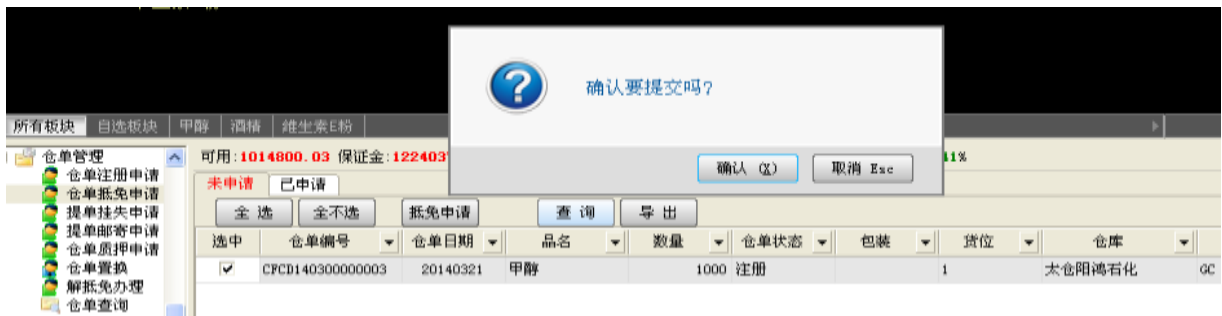 确认要提交吗?
确认 (X) 取消 Esc
所有板块 自选板块 甲醇 酒精 维生素E粉
仓单管理
仓单注册申请
仓单抵免申请
提单挂失申请
提单邮寄申请
仓单质押申请
仓单置换
解抵免办理
仓单查询
可用:1014800.03 保证金:122403
未申请 已申请
全 选 全不选 抵免申请 查 询 导 出
选中 仓单编号 仓单日期 品名 数量 仓单状态 包装 货位 仓库
CFCD140300000003 20140321 甲醇 1000 注册 1 太仓阳鸿石化 GC